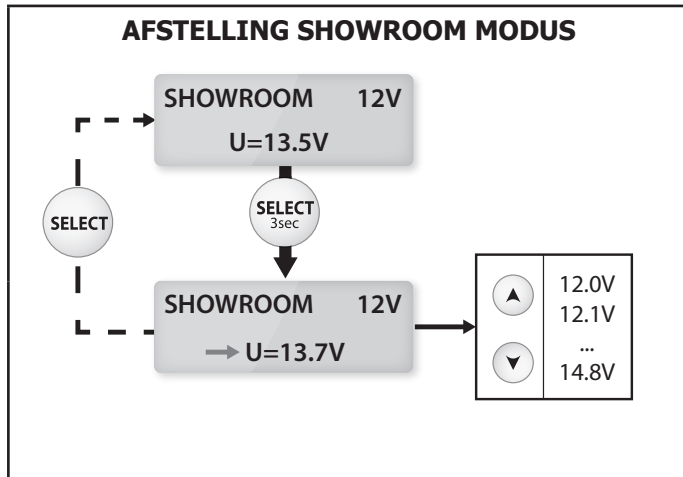 AFSTELLING SHOWROOM MODUS
SHOWROOM 12V
U=13.5V
SELECT
SELECT
3sec
SHOWROOM 12V
U=13.7V
12.0V
12.1V
...
14.8V